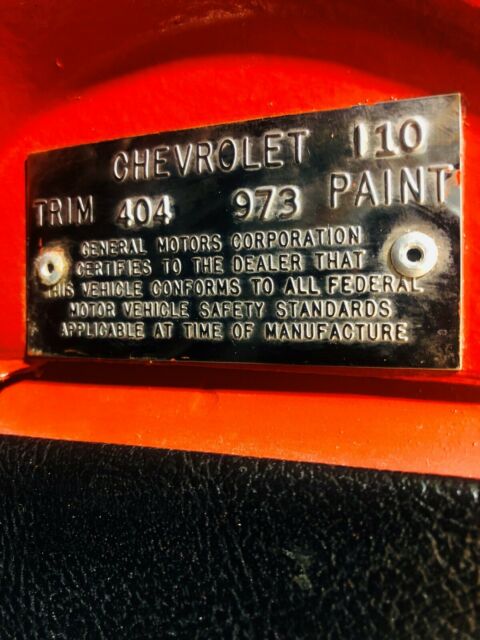 CHEVROLET 110
TRIM 404 973 PAINT
GENERAL MOTORS CORPORATION
CERTIFIES TO THE DEALER THAT
THIS VEHICLE CONFORMS TO ALL FEDERAL
MOTOR VEHICLE SAFETY STANDARDS
APPLICABLE AT TIME OF MANUFACTURE